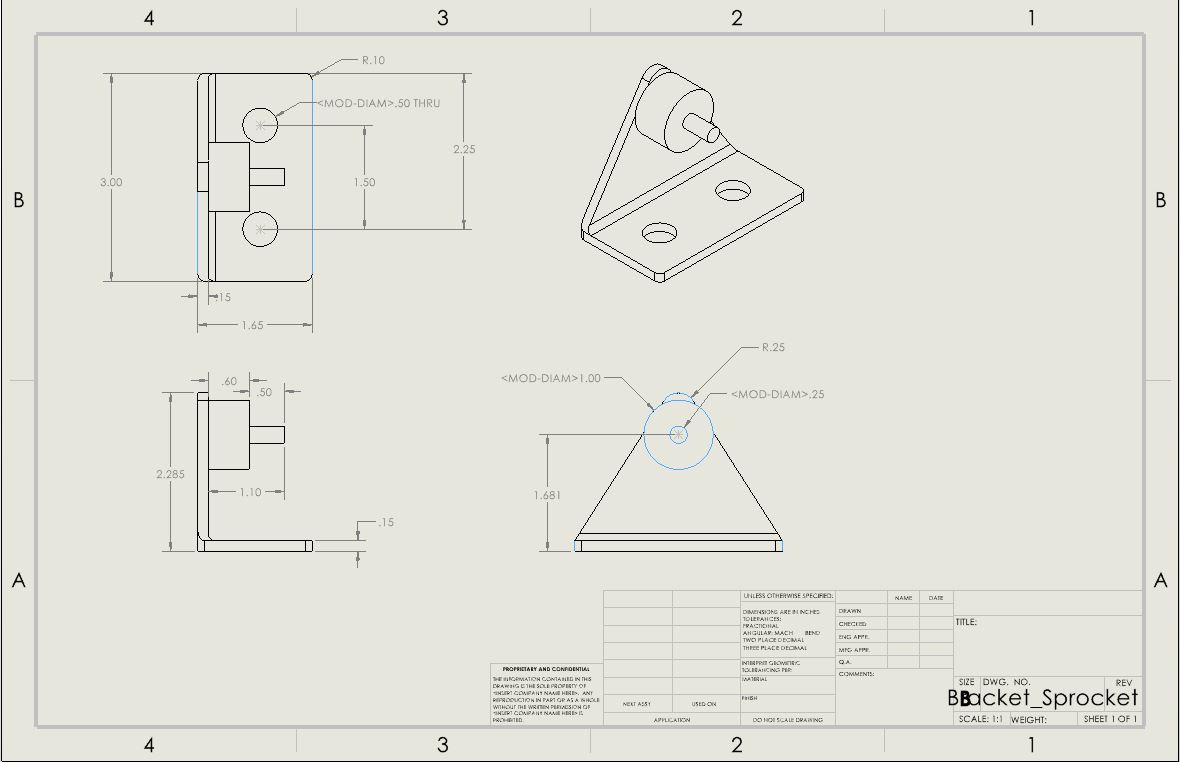 4 3 2 1
R.10
<MOD-DIAM>.50 THRU
3.00
1.50
2.25
.15
1.65
B
B
.60
.50
2.285
1.10
.15
R.25
<MOD-DIAM>1.00
<MOD-DIAM>.25
1.681
A
A
PROPRIETARY AND CONFIDENTIAL
THE INFORMATION CONTAINED IN THIS
DRAWING IS THE SOLE PROPERTY OF
<INSERT COMPANY NAME HERE>. ANY
REPRODUCTION IN PART OR AS A WHOLE
WITHOUT THE WRITTEN PERMISSION OF
<INSERT COMPANY NAME HERE> IS
PROHIBITED.
NEXT ASSY
USED ON
APPLICATION
UNLESS OTHERWISE SPECIFIED:
DIMENSIONS ARE IN INCHES
TOLERANCES:
FRACTIONAL
ANGULAR: MACH BEND
TWO PLACE DECIMAL
THREE PLACE DECIMAL
INTERPRET GEOMETRIC
TOLERANCING PER:
MATERIAL
FINISH
DO NOT SCALE DRAWING
NAME
DATE
DRAWN
CHECKED
ENG APPR.
MFG APPR.
Q.A.
COMMENTS:
TITLE:
SIZE
DWG. NO.
REV
B
Bracket_Sprocket
SCALE: 1:1
WEIGHT:
SHEET 1 OF 1
4 3 2 1